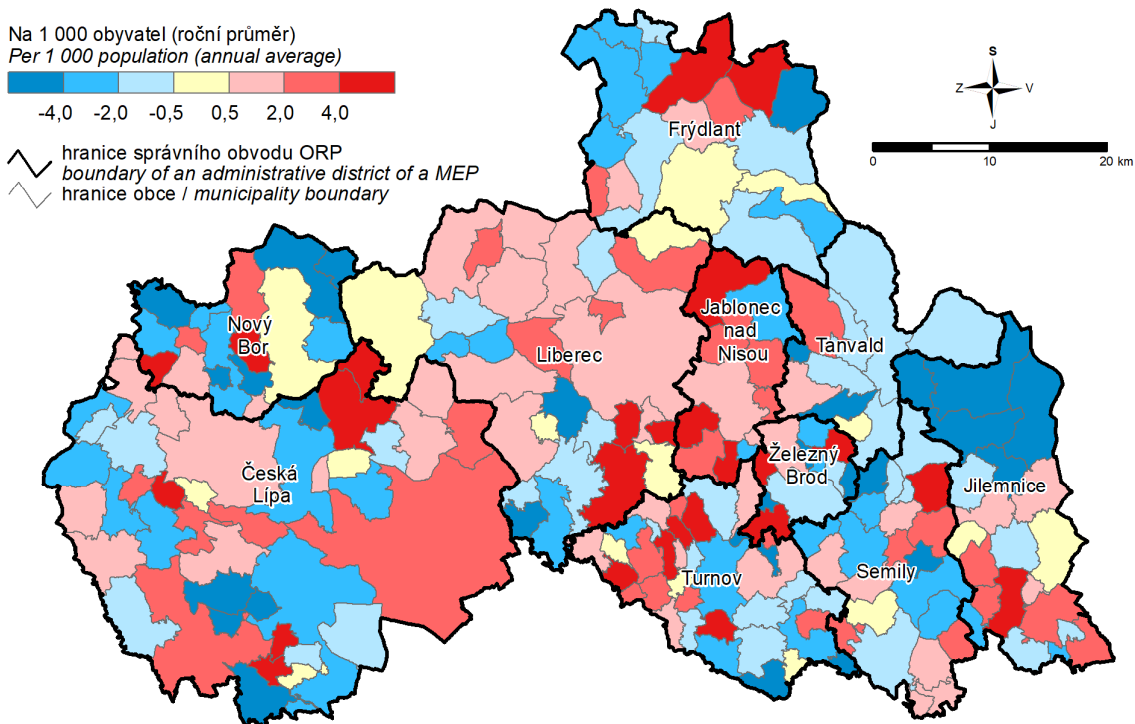 Na 1 000 obyvatel (roční průměr)
Per 1 000 population (annual average)
-4,0 -2,0 -0,5 0,5 2,0 4,0
hranice správního obvodu ORP
boundary of an administrative district of a MEP
hranice obce / municipality boundary
S
Z V
J
0 10 20 km
Frýdlant
Nový
Bor
Liberec
Jablonec
nad
Nisou
Tanvald
Česká
Lípa
Železný
Brod
Jilemnice
Turnov
Semily